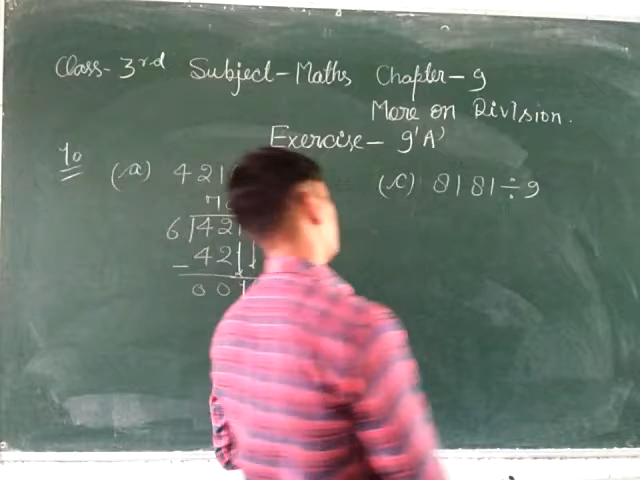 Class- 3rd Subject-Maths Chapter-9
More on Division.
Exercise- 9'A'
(a) 421
(c) 8181÷9
6 421
- 42
001